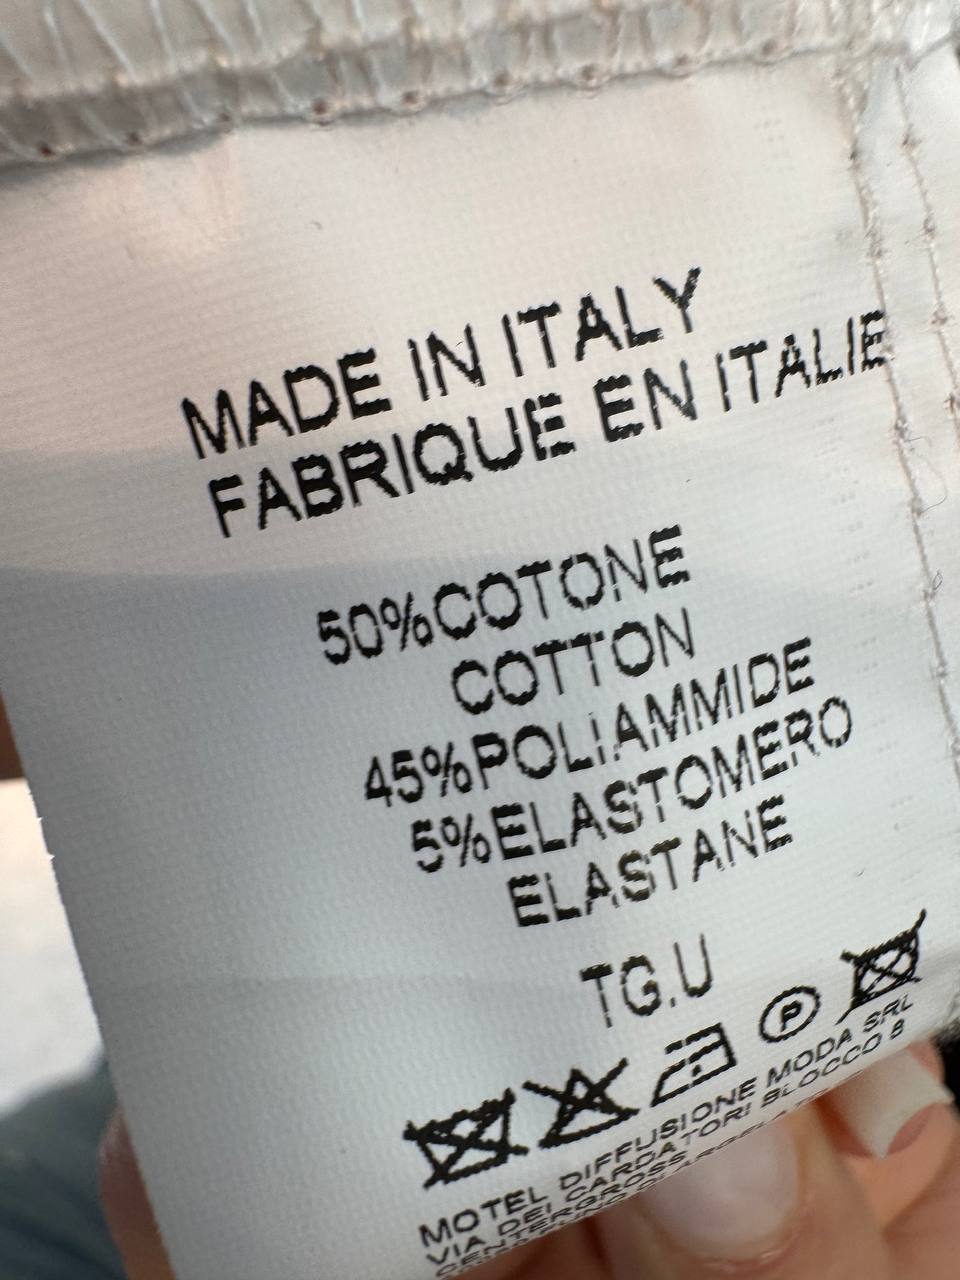 MADE IN ITALY
FABRIQUE EN ITALIE
50%COTONE
COTTON
45%POLIAMMIDE
5%ELASTOMERO
ELASTANE
TG.U
P
MOTEL DIFFUSIONE MODA SRL
VIA DEI CARDATORI BLOCCO 8
CENTERGROSS